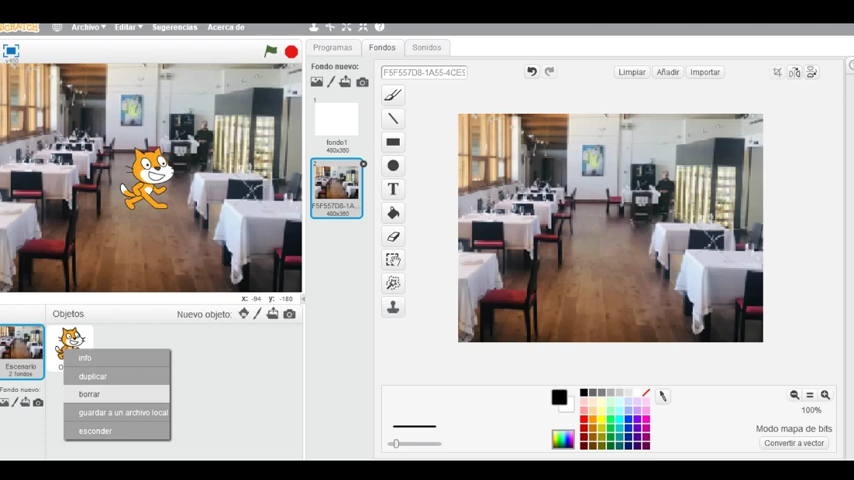 Archivo Editar Sugerencias Acerca de
Programas Fondos Sonidos
Fondo nuevo:
1
fondo1
480x360
2
F5F557D8-1A...
480x360
F5F557D8-1A55-4CE5
Limpiar Añadir Importar
T
x: -94 y: -180
Objetos Nuevo objeto:
Escenario
2 fondos
Fondo nuevo:
info
duplicar
borrar
guardar a un archivo local
esconder
100%
Modo mapa de bits
Convertir a vector